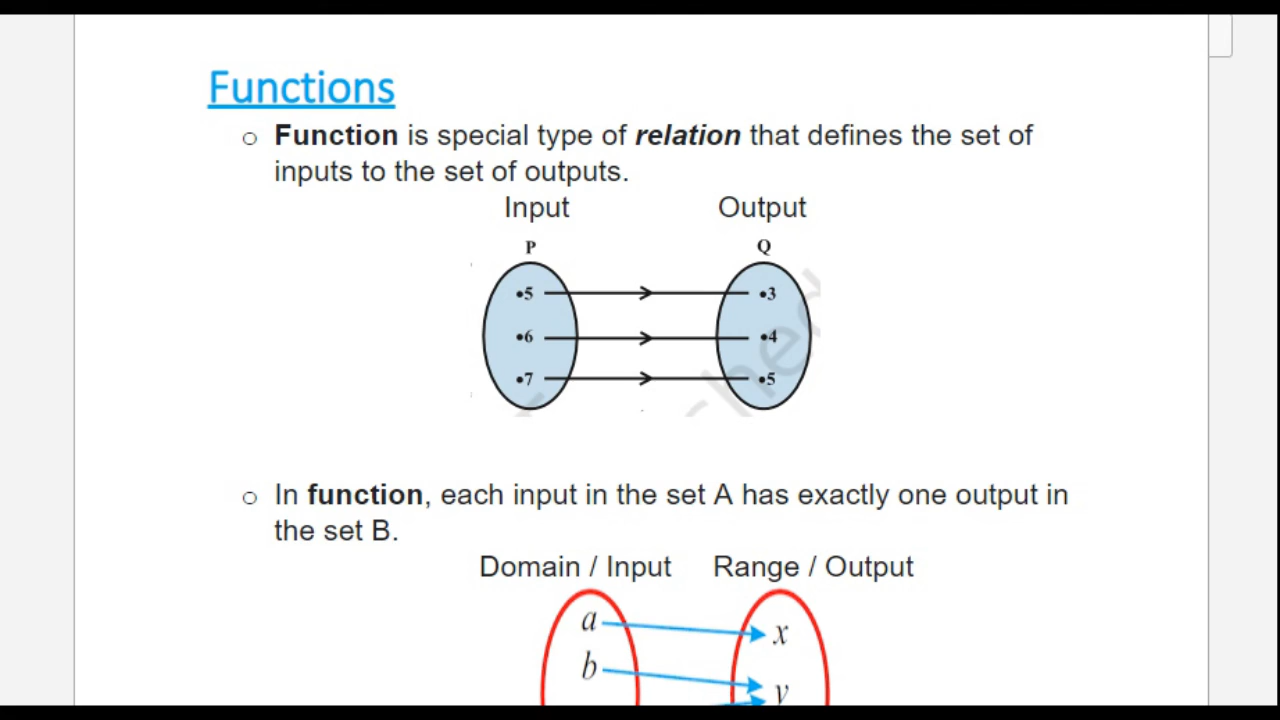 Functions
o Function is special type of relation that defines the set of
inputs to the set of outputs.
Input Output
P Q
•5 •3
•6 •4
•7 •5
o In function, each input in the set A has exactly one output in
the set B.
Domain / Input Range / Output
a x
b y